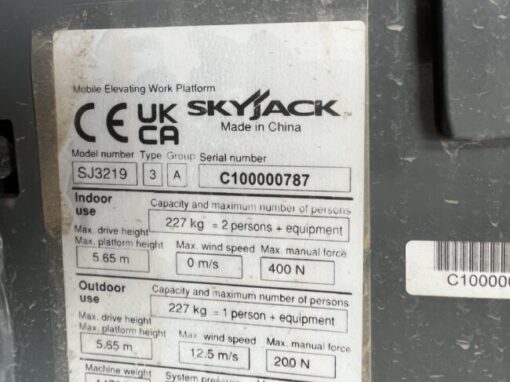 Mobile Elevating Work Platform
CE UK CA SKYJACK™
Made in China
Model number Type Group Serial number
SJ3219 3 A C100000787
Indoor use
Capacity and maximum number of persons
227 kg = 2 persons + equipment
Max. drive height
Max. platform height Max. wind speed Max. manual force
5.65 m 0 m/s 400 N
Outdoor use
Capacity and maximum number of persons
227 kg = 1 person + equipment
Max. drive height
Max. platform height Max. wind speed Max. manual force
5.65 m 12.5 m/s 200 N
Machine weight System
C10000